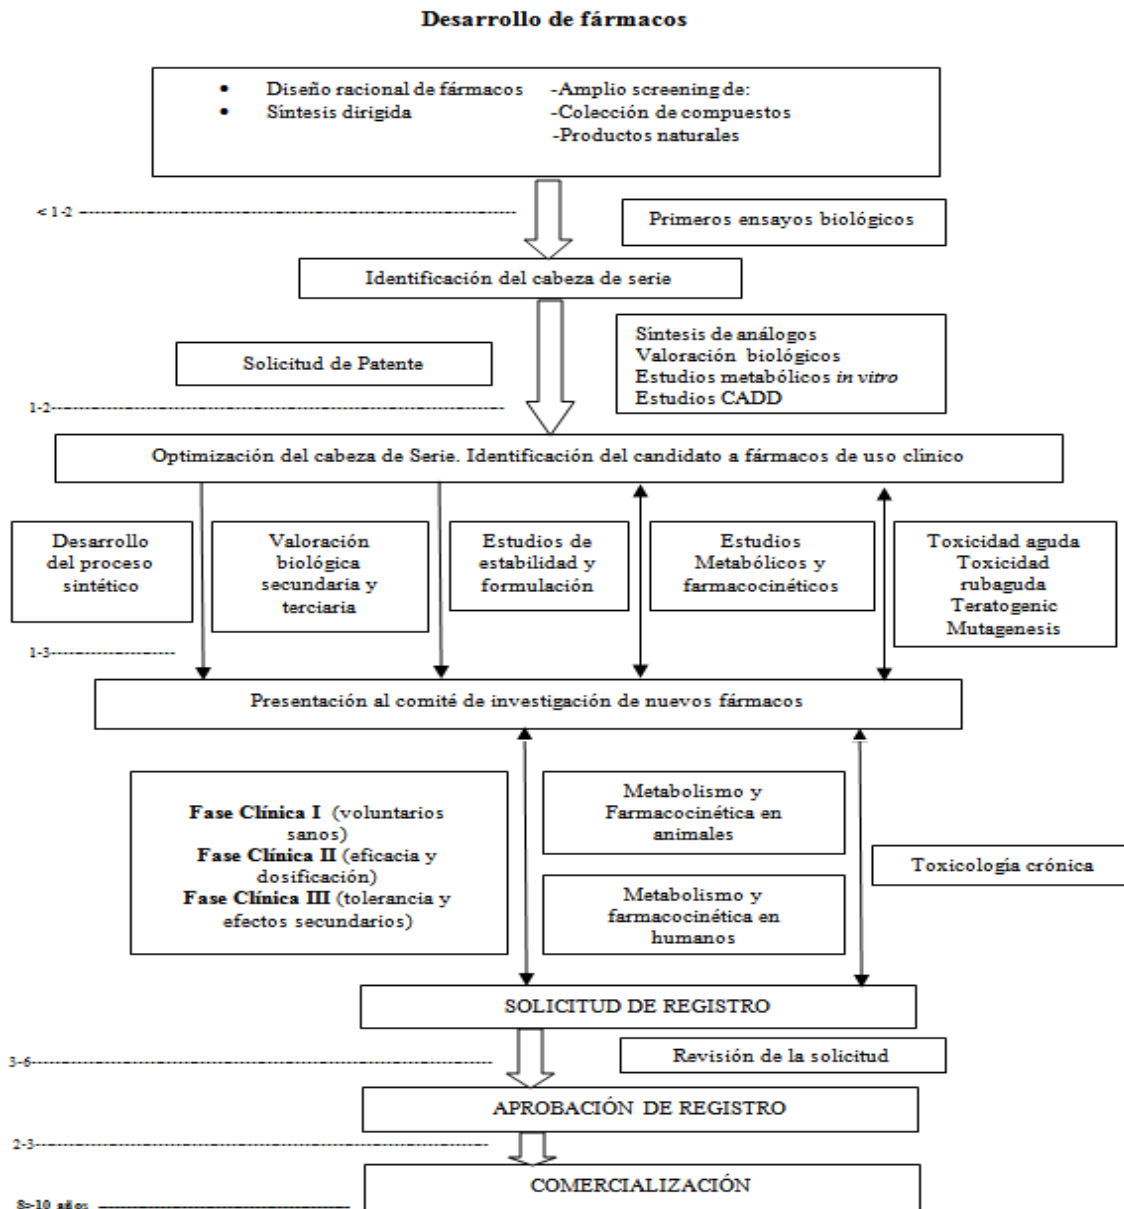 Desarrollo de fármacos
• Diseño racional de fármacos -Amplio screening de:
• Síntesis dirigida -Colección de compuestos
-Productos naturales
< 1-2
Primeros ensayos biológicos
Identificación del cabeza de serie
Solicitud de Patente
Síntesis de análogos
Valoración biológicos
Estudios metabólicos in vitro
Estudios CADD
1-2
Optimización del cabeza de Serie. Identificación del candidato a fármacos de uso clínico
Desarrollo
del proceso
sintético
Valoración
biológica
secundaria y
terciaria
Estudios de
estabilidad y
formulación
Estudios
Metabólicos y
farmacocinéticos
Toxicidad aguda
Toxicidad
rubaguda
Teratogenic
Mutagenesis
1-3
Presentación al comité de investigación de nuevos fármacos
Fase Clínica I (voluntarios
sanos)
Fase Clínica II (eficacia y
dosificación)
Fase Clínica III (tolerancia y
efectos secundarios)
Metabolismo y
Farmacocinética en
animales
Metabolismo y
farmacocinética en
humanos
Toxicología crónica
SOLICITUD DE REGISTRO
3-6
Revisión de la solicitud
APROBACIÓN DE REGISTRO
2-3
COMERCIALIZACIÓN
8>10 años